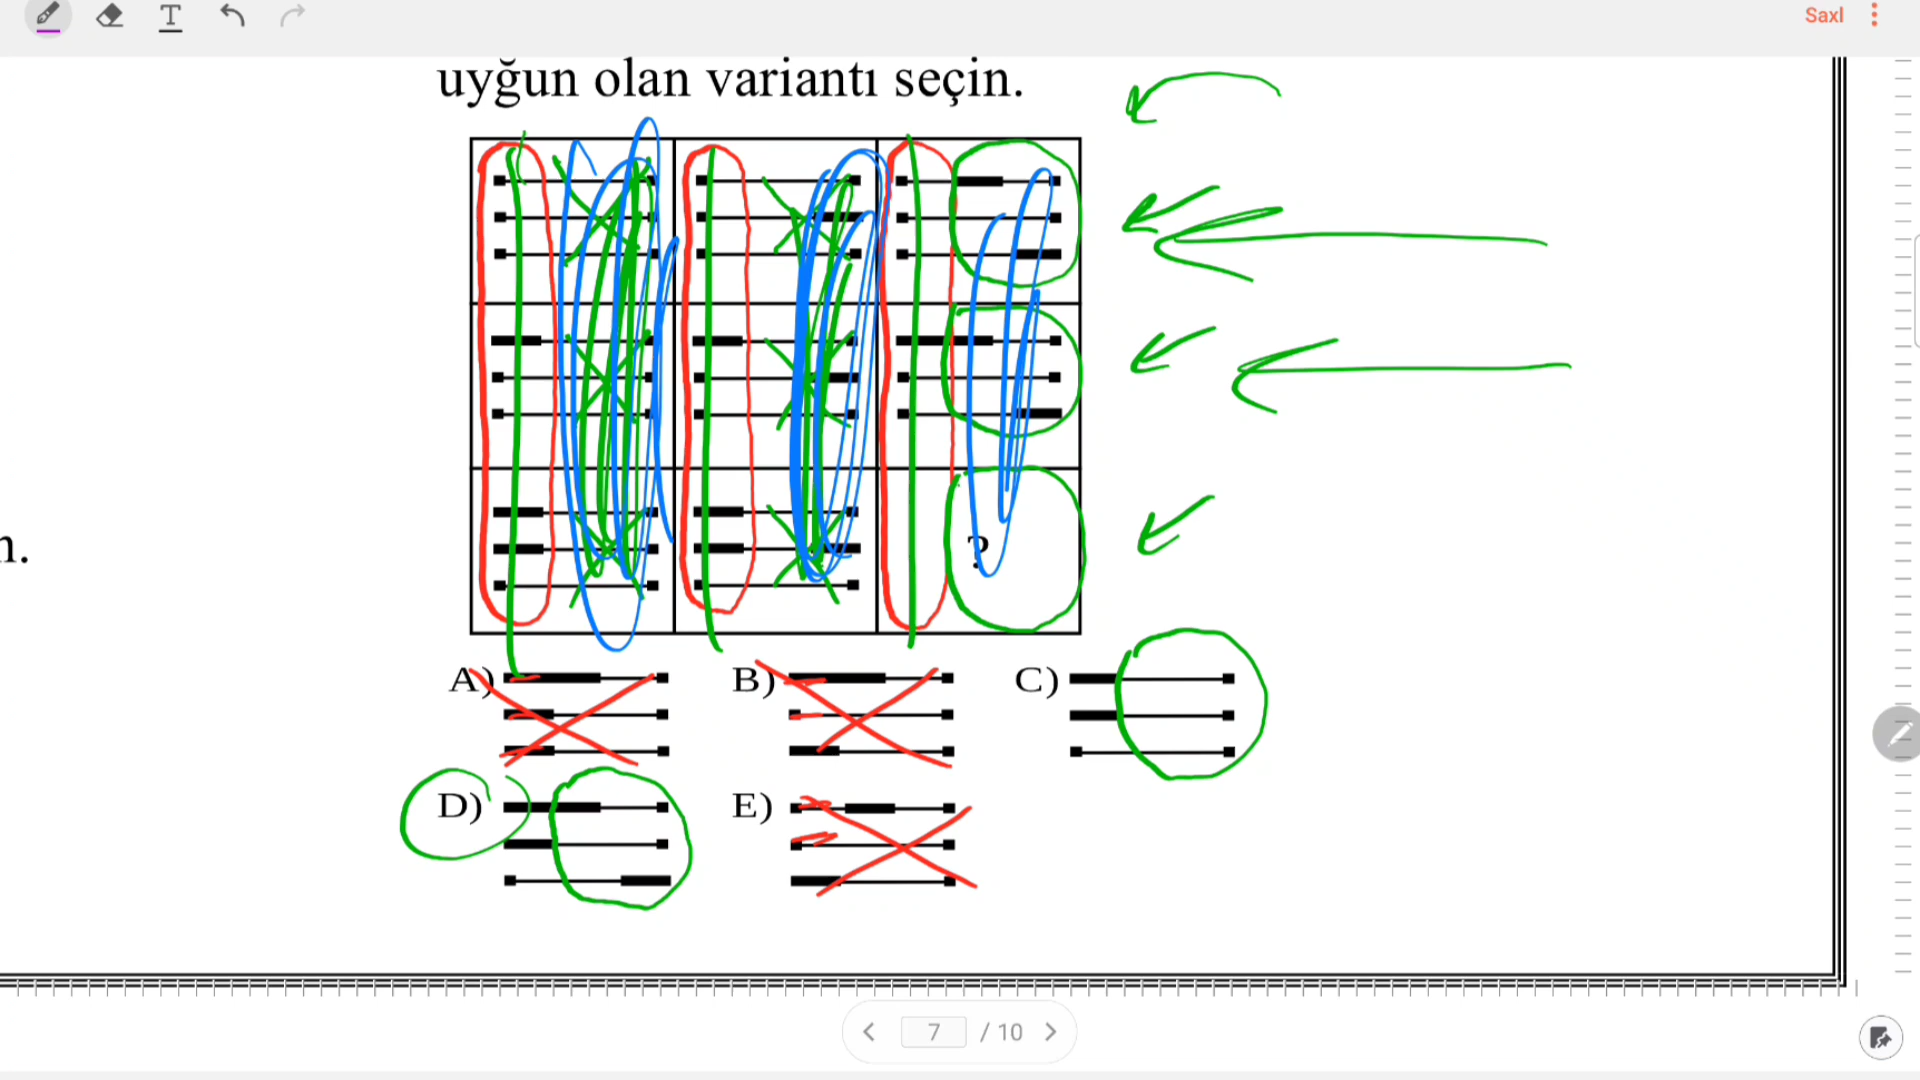 T
Saxl
uyğun olan variantı seçin.
n.
?
A) B) C)
D) E)
7 / 10